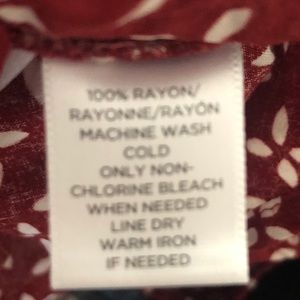 100% RAYON/
RAYONNE/RAYÓN
MACHINE WASH
COLD
ONLY NON-
CHLORINE BLEACH
WHEN NEEDED
LINE DRY
WARM IRON
IF NEEDED